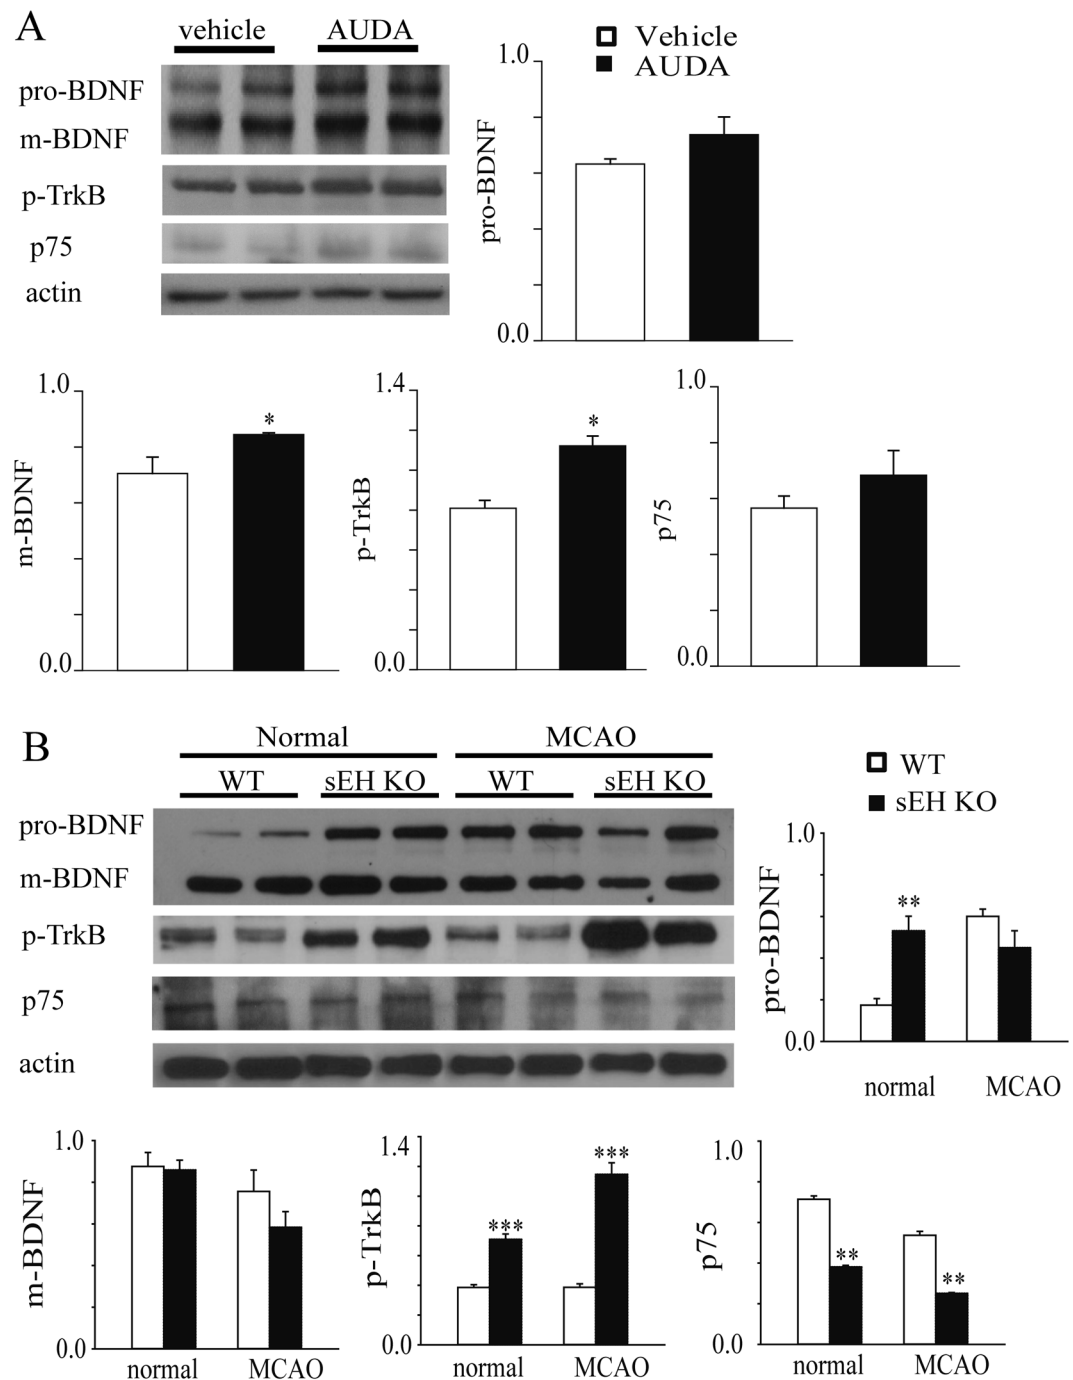 A
vehicle AUDA
pro-BDNF
m-BDNF
p-TrkB
p75
actin
Vehicle
AUDA
1.0
pro-BDNF
0.0
1.0
m-BDNF
0.0
*
1.4
p-TrkB
0.0
*
1.0
p75
0.0
B
Normal MCAO
WT sEH KO WT sEH KO
pro-BDNF
m-BDNF
p-TrkB
p75
actin
WT
sEH KO
1.0
pro-BDNF
0.0
**
normal MCAO
1.0
m-BDNF
0.0
normal MCAO
1.4
p-TrkB
0.0
*** ***
normal MCAO
1.0
p75
0.0
** **
normal MCAO